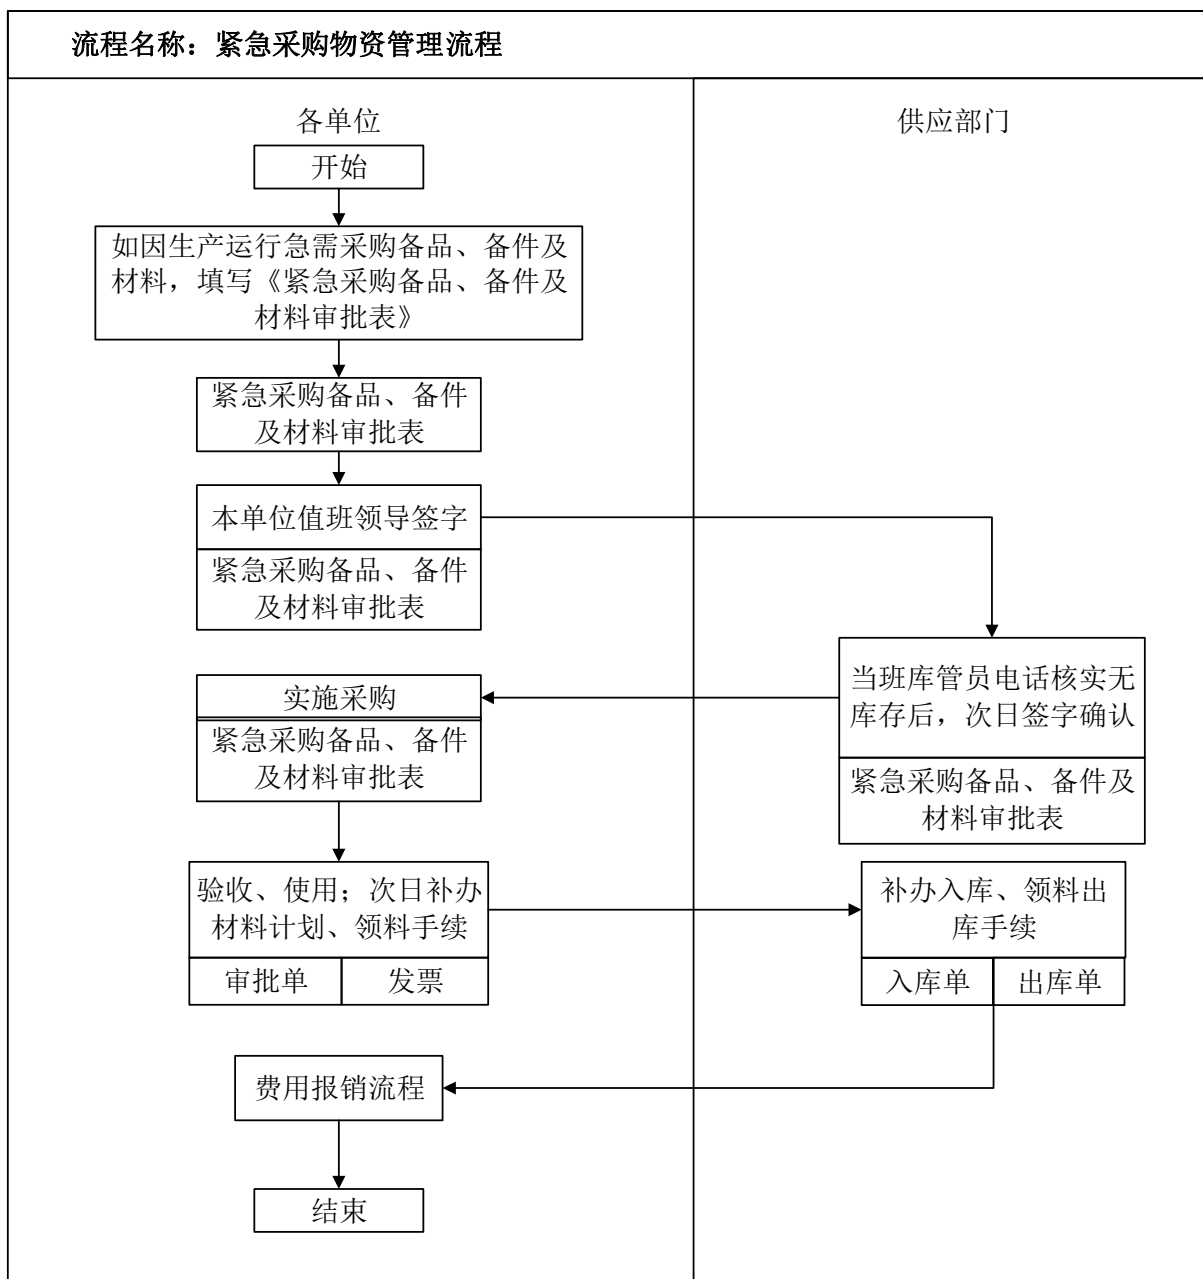 流程名称：紧急采购物资管理流程
各单位
供应部门
开始
如因生产运行急需采购备品、备件及
材料，填写《紧急采购备品、备件及
材料审批表》
紧急采购备品、备件
及材料审批表
本单位值班领导签字
紧急采购备品、备件
及材料审批表
当班库管员电话核实无
库存后，次日签字确认
紧急采购备品、备件及
材料审批表
实施采购
紧急采购备品、备件
及材料审批表
验收、使用；次日补办
材料计划、领料手续
审批单
发票
补办入库、领料出
库手续
入库单
出库单
费用报销流程
结束